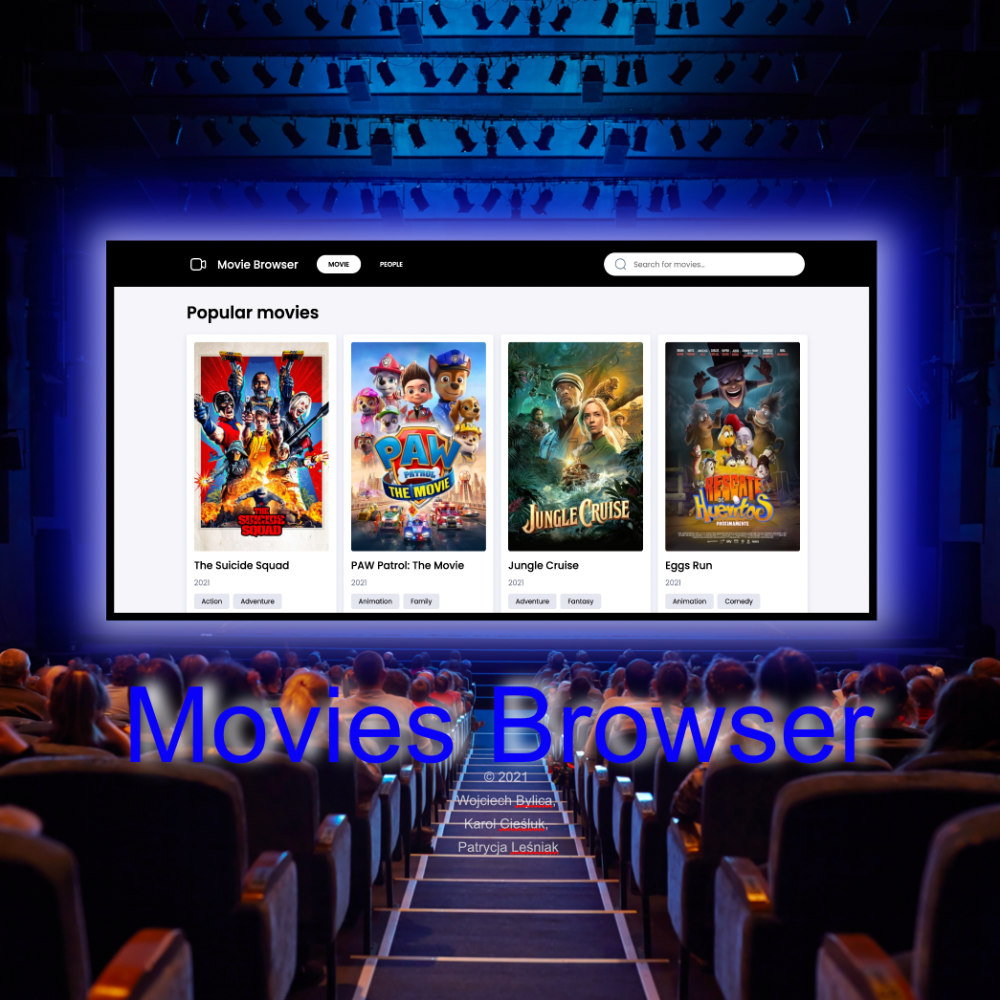 Movie Browser MOVIE PEOPLE Search for movies...
Popular movies
THE
SUICIDE
SQUAD
PAW
PATROL
THE MOVIE
JUNGLE CRUISE
RESCATE
Huevitos
PRÓXIMAMENTE
The Suicide Squad PAW Patrol: The Movie Jungle Cruise Eggs Run
2021 2021 2021 2021
Action Adventure Animation Family Adventure Fantasy Animation Comedy
Movies Browser
© 2021
Wojciech Bylica,
Karol Cieśluk,
Patrycja Leśniak